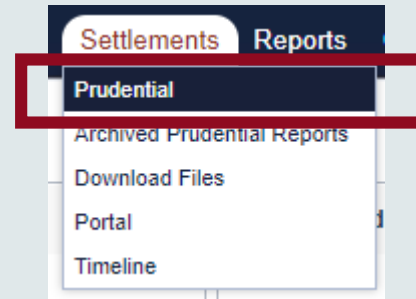 Settlements Reports
Prudential
Archived Prudential Reports
Download Files
Portal
Timeline